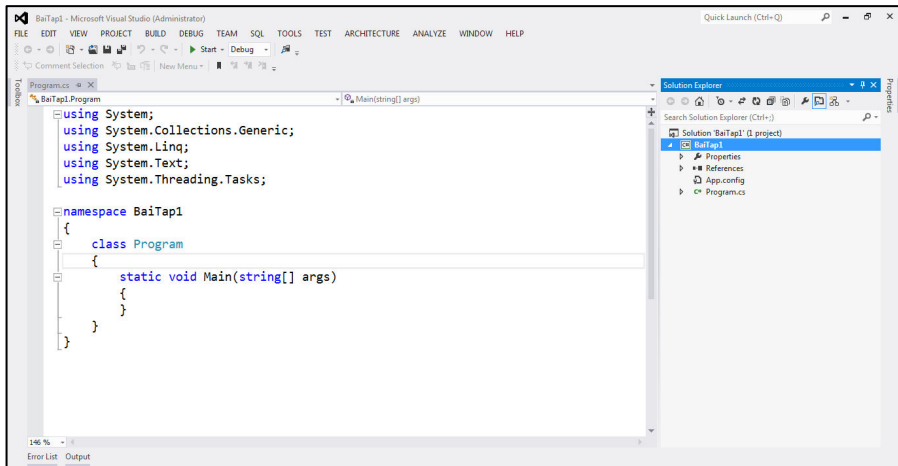 BaiTap1 - Microsoft Visual Studio (Administrator)
Quick Launch (Ctrl+Q)
FILE EDIT VIEW PROJECT BUILD DEBUG TEAM SQL TOOLS TEST ARCHITECTURE ANALYZE WINDOW HELP
Start - Debug
Comment Selection New Menu
Toolbox
Program.cs
BaiTap1.Program
Main(string[] args)
using System;
using System.Collections.Generic;
using System.Linq;
using System.Text;
using System.Threading.Tasks;
namespace BaiTap1
{
class Program
{
static void Main(string[] args)
{
}
}
}
146 %
Error List Output
Solution Explorer
Search Solution Explorer (Ctrl+;)
Solution 'BaiTap1' (1 project)
C# BaiTap1
Properties
References
App.config
C# Program.cs
Properties